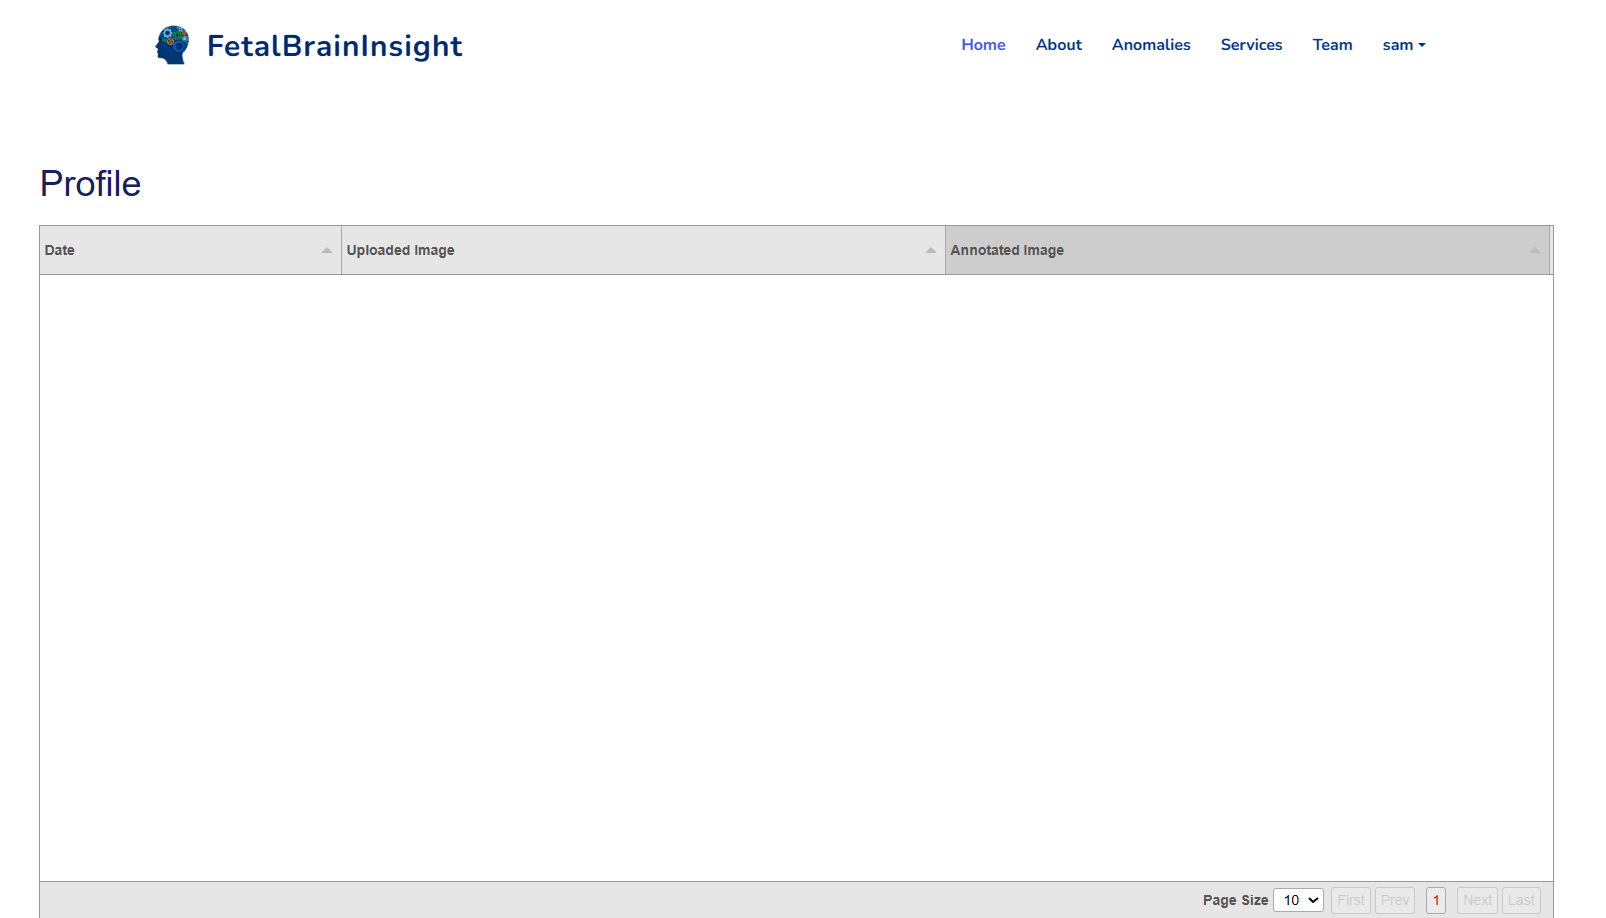 FetalBrainInsight
Home About Anomalies Services Team sam
Profile
Date Uploaded Image Annotated Image
Page Size 10 First Prev 1 Next Last